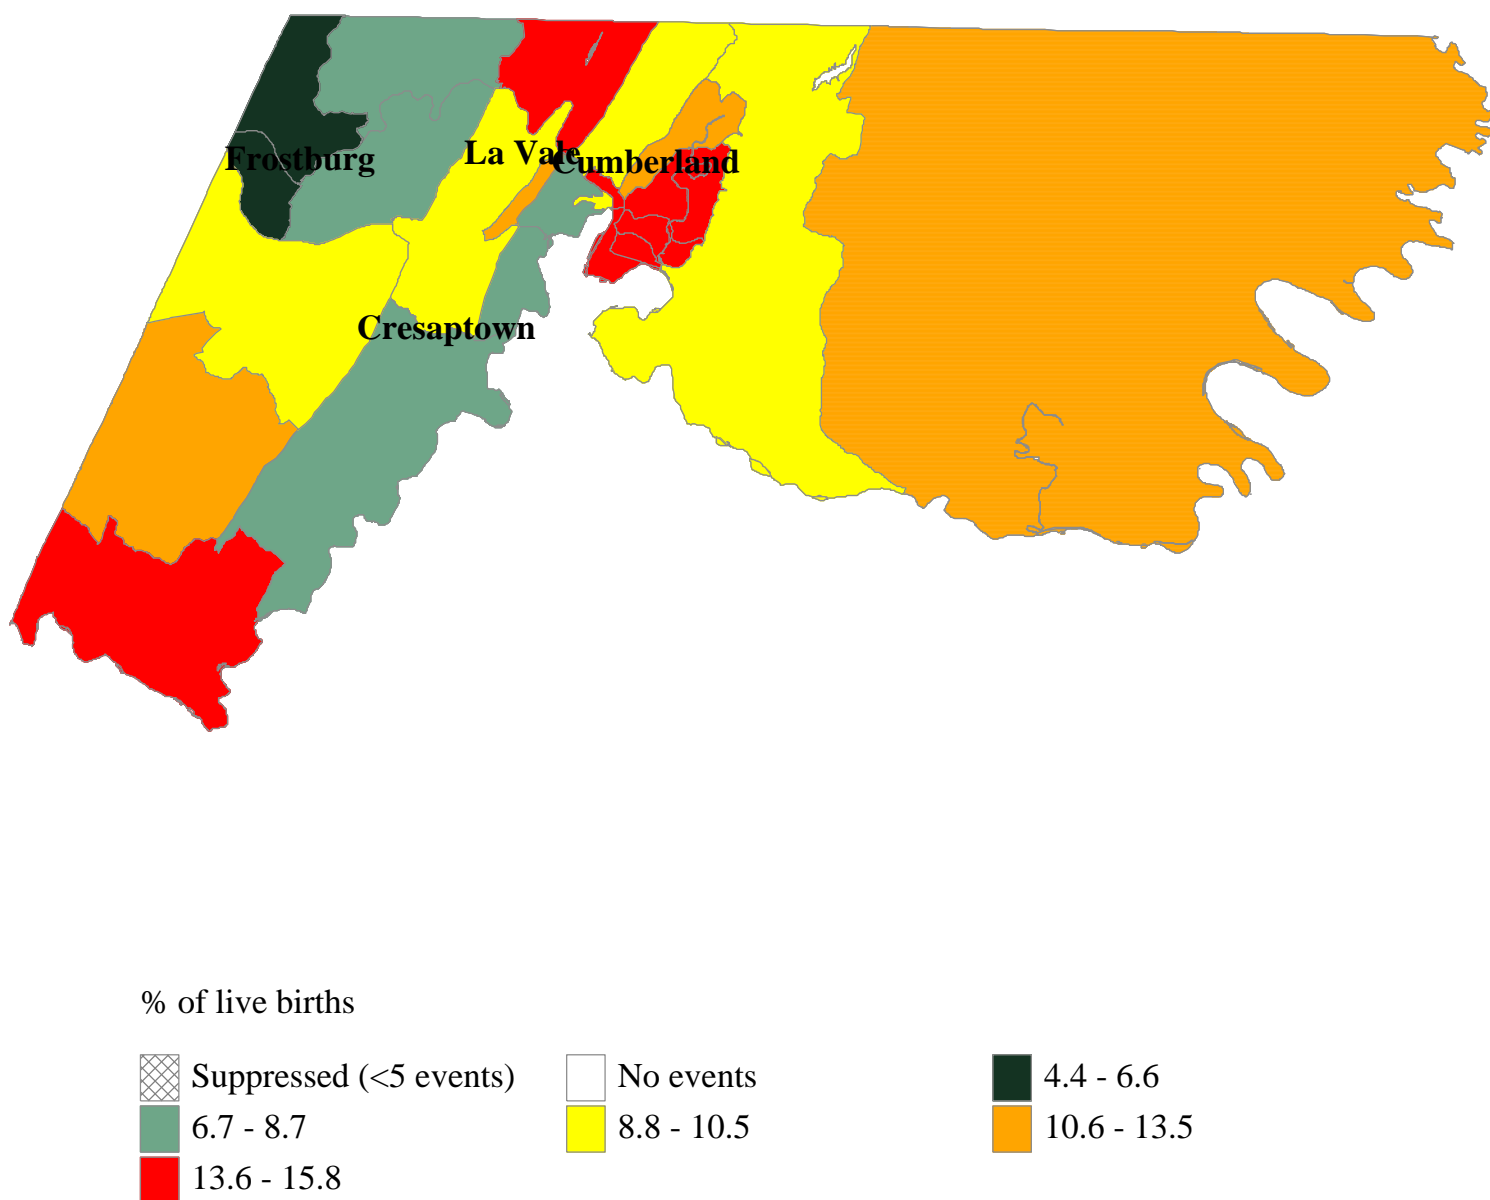 La Vale
Frostburg
Cumberland
Cresaptown
% of live births
Suppressed (<5 events)
No events
4.4 - 6.6
6.7 - 8.7
8.8 - 10.5
10.6 - 13.5
13.6 - 15.8